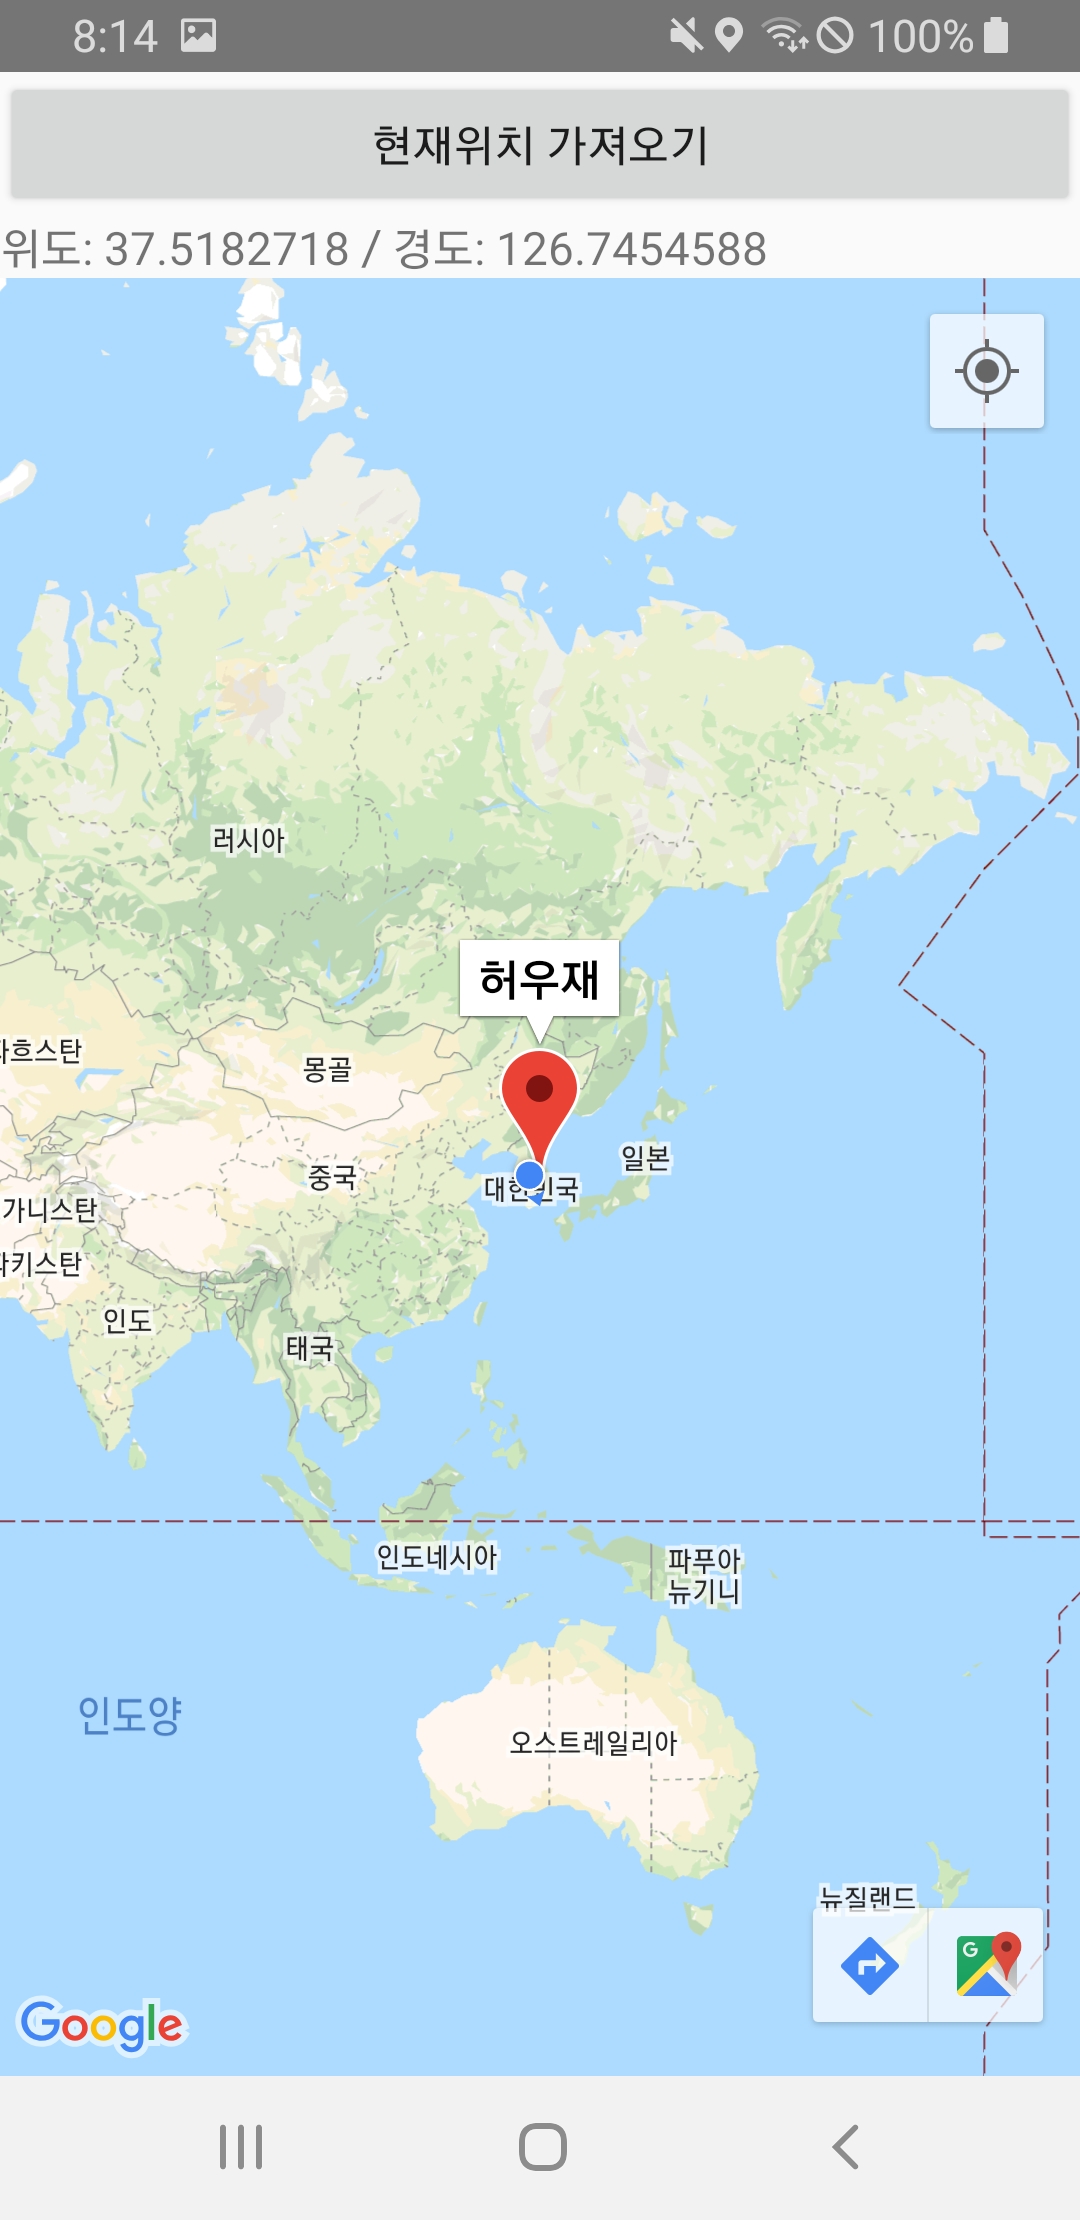 8:14 100%
현재위치 가져오기
위도: 37.5182718 / 경도: 126.7454588
러시아
허우재
자흐스탄
몽골
일본
중국
대한민국
가니스탄
파키스탄
인도
태국
인도네시아
파푸아
뉴기니
인도양
오스트레일리아
뉴질랜드
G
Google